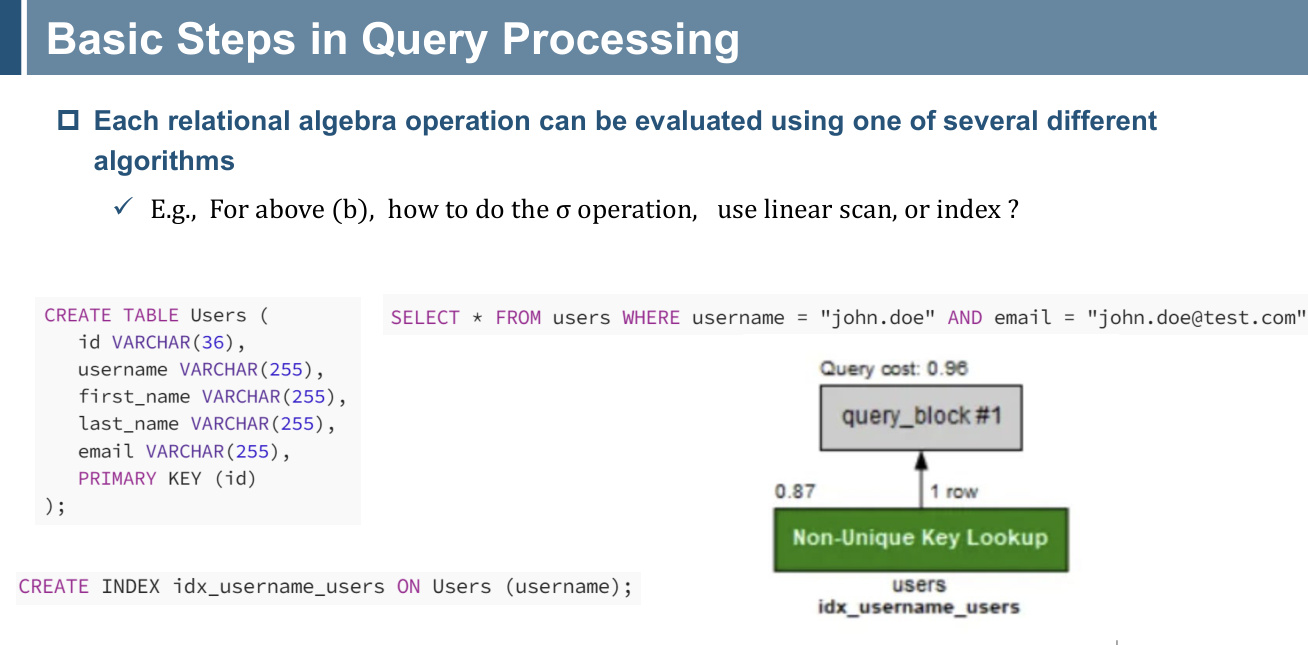 Basic Steps in Query Processing
Each relational algebra operation can be evaluated using one of several different
algorithms
E.g., For above (b), how to do the σ operation, use linear scan, or index ?
CREATE TABLE Users (
id VARCHAR(36),
username VARCHAR(255),
first_name VARCHAR(255),
last_name VARCHAR(255),
email VARCHAR(255),
PRIMARY KEY (id)
);
CREATE INDEX idx_username_users ON Users (username);
SELECT * FROM users WHERE username = "john.doe" AND email = "john.doe@test.com"
Query cost: 0.96
query_block #1
0.87 1 row
Non-Unique Key Lookup
users
idx_username_users